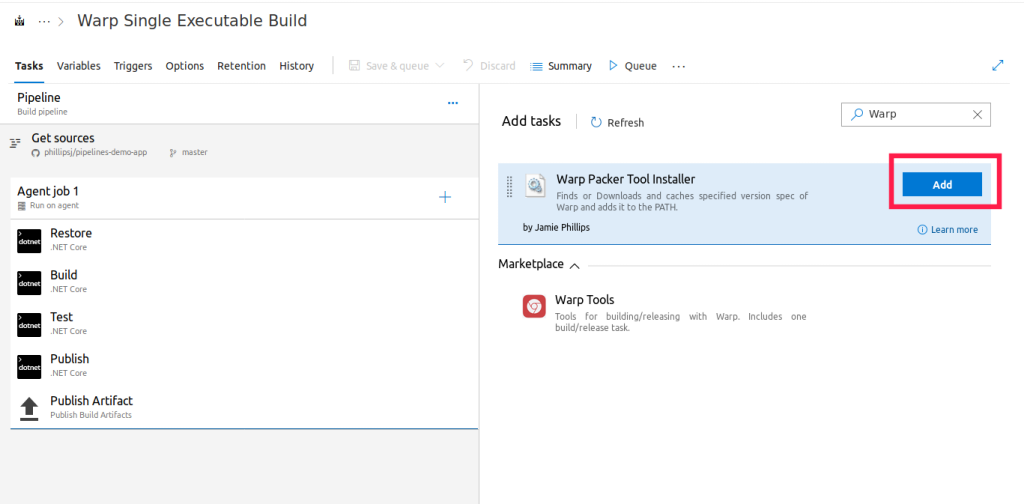 ··· > Warp Single Executable Build
Tasks Variables Triggers Options Retention History Save & queue Discard Summary Queue ···
Pipeline
Build pipeline
Get sources
phillipsj/pipelines-demo-app master
Agent job 1
Run on agent
Restore
.NET Core
Build
.NET Core
Test
.NET Core
Publish
.NET Core
Publish Artifact
Publish Build Artifacts
dotnet
dotnet
dotnet
dotnet
Add tasks Refresh Warp
Warp Packer Tool Installer
Finds or Downloads and caches specified version spec of
Warp and adds it to the PATH.
by Jamie Phillips
Add
Learn more
Marketplace
Warp Tools
Tools for building/releasing with Warp. Includes one
build/release task.